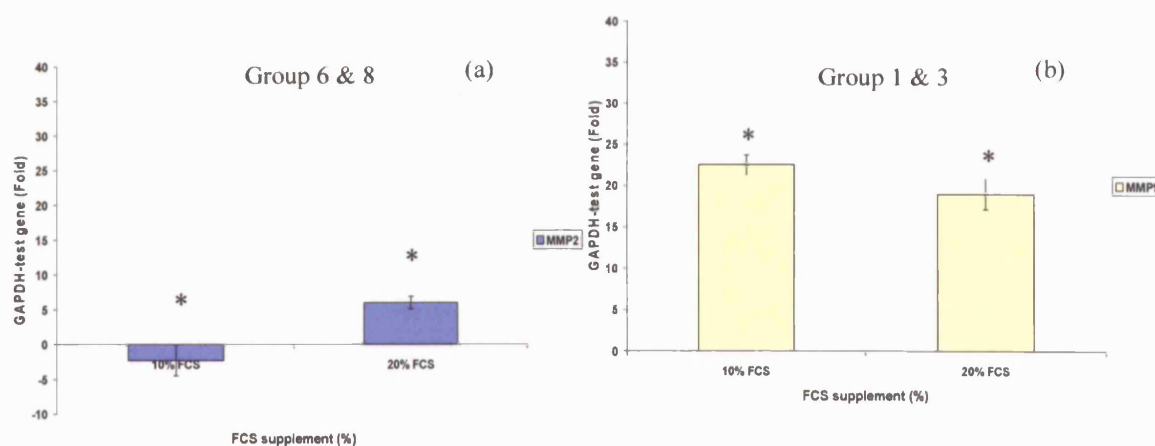 Group 6 & 8
(a)
GAPDH-test gene (Fold)
40
35
30
25
20
15
10
5
0
-5
-10
*
*
10% FCS
20% FCS
FCS supplement (%)
MMP2
Group 1 & 3
(b)
GAPDH-test gene (Fold)
40
35
30
25
20
15
10
5
0
*
*
10% FCS
20% FCS
FCS supplement (%)